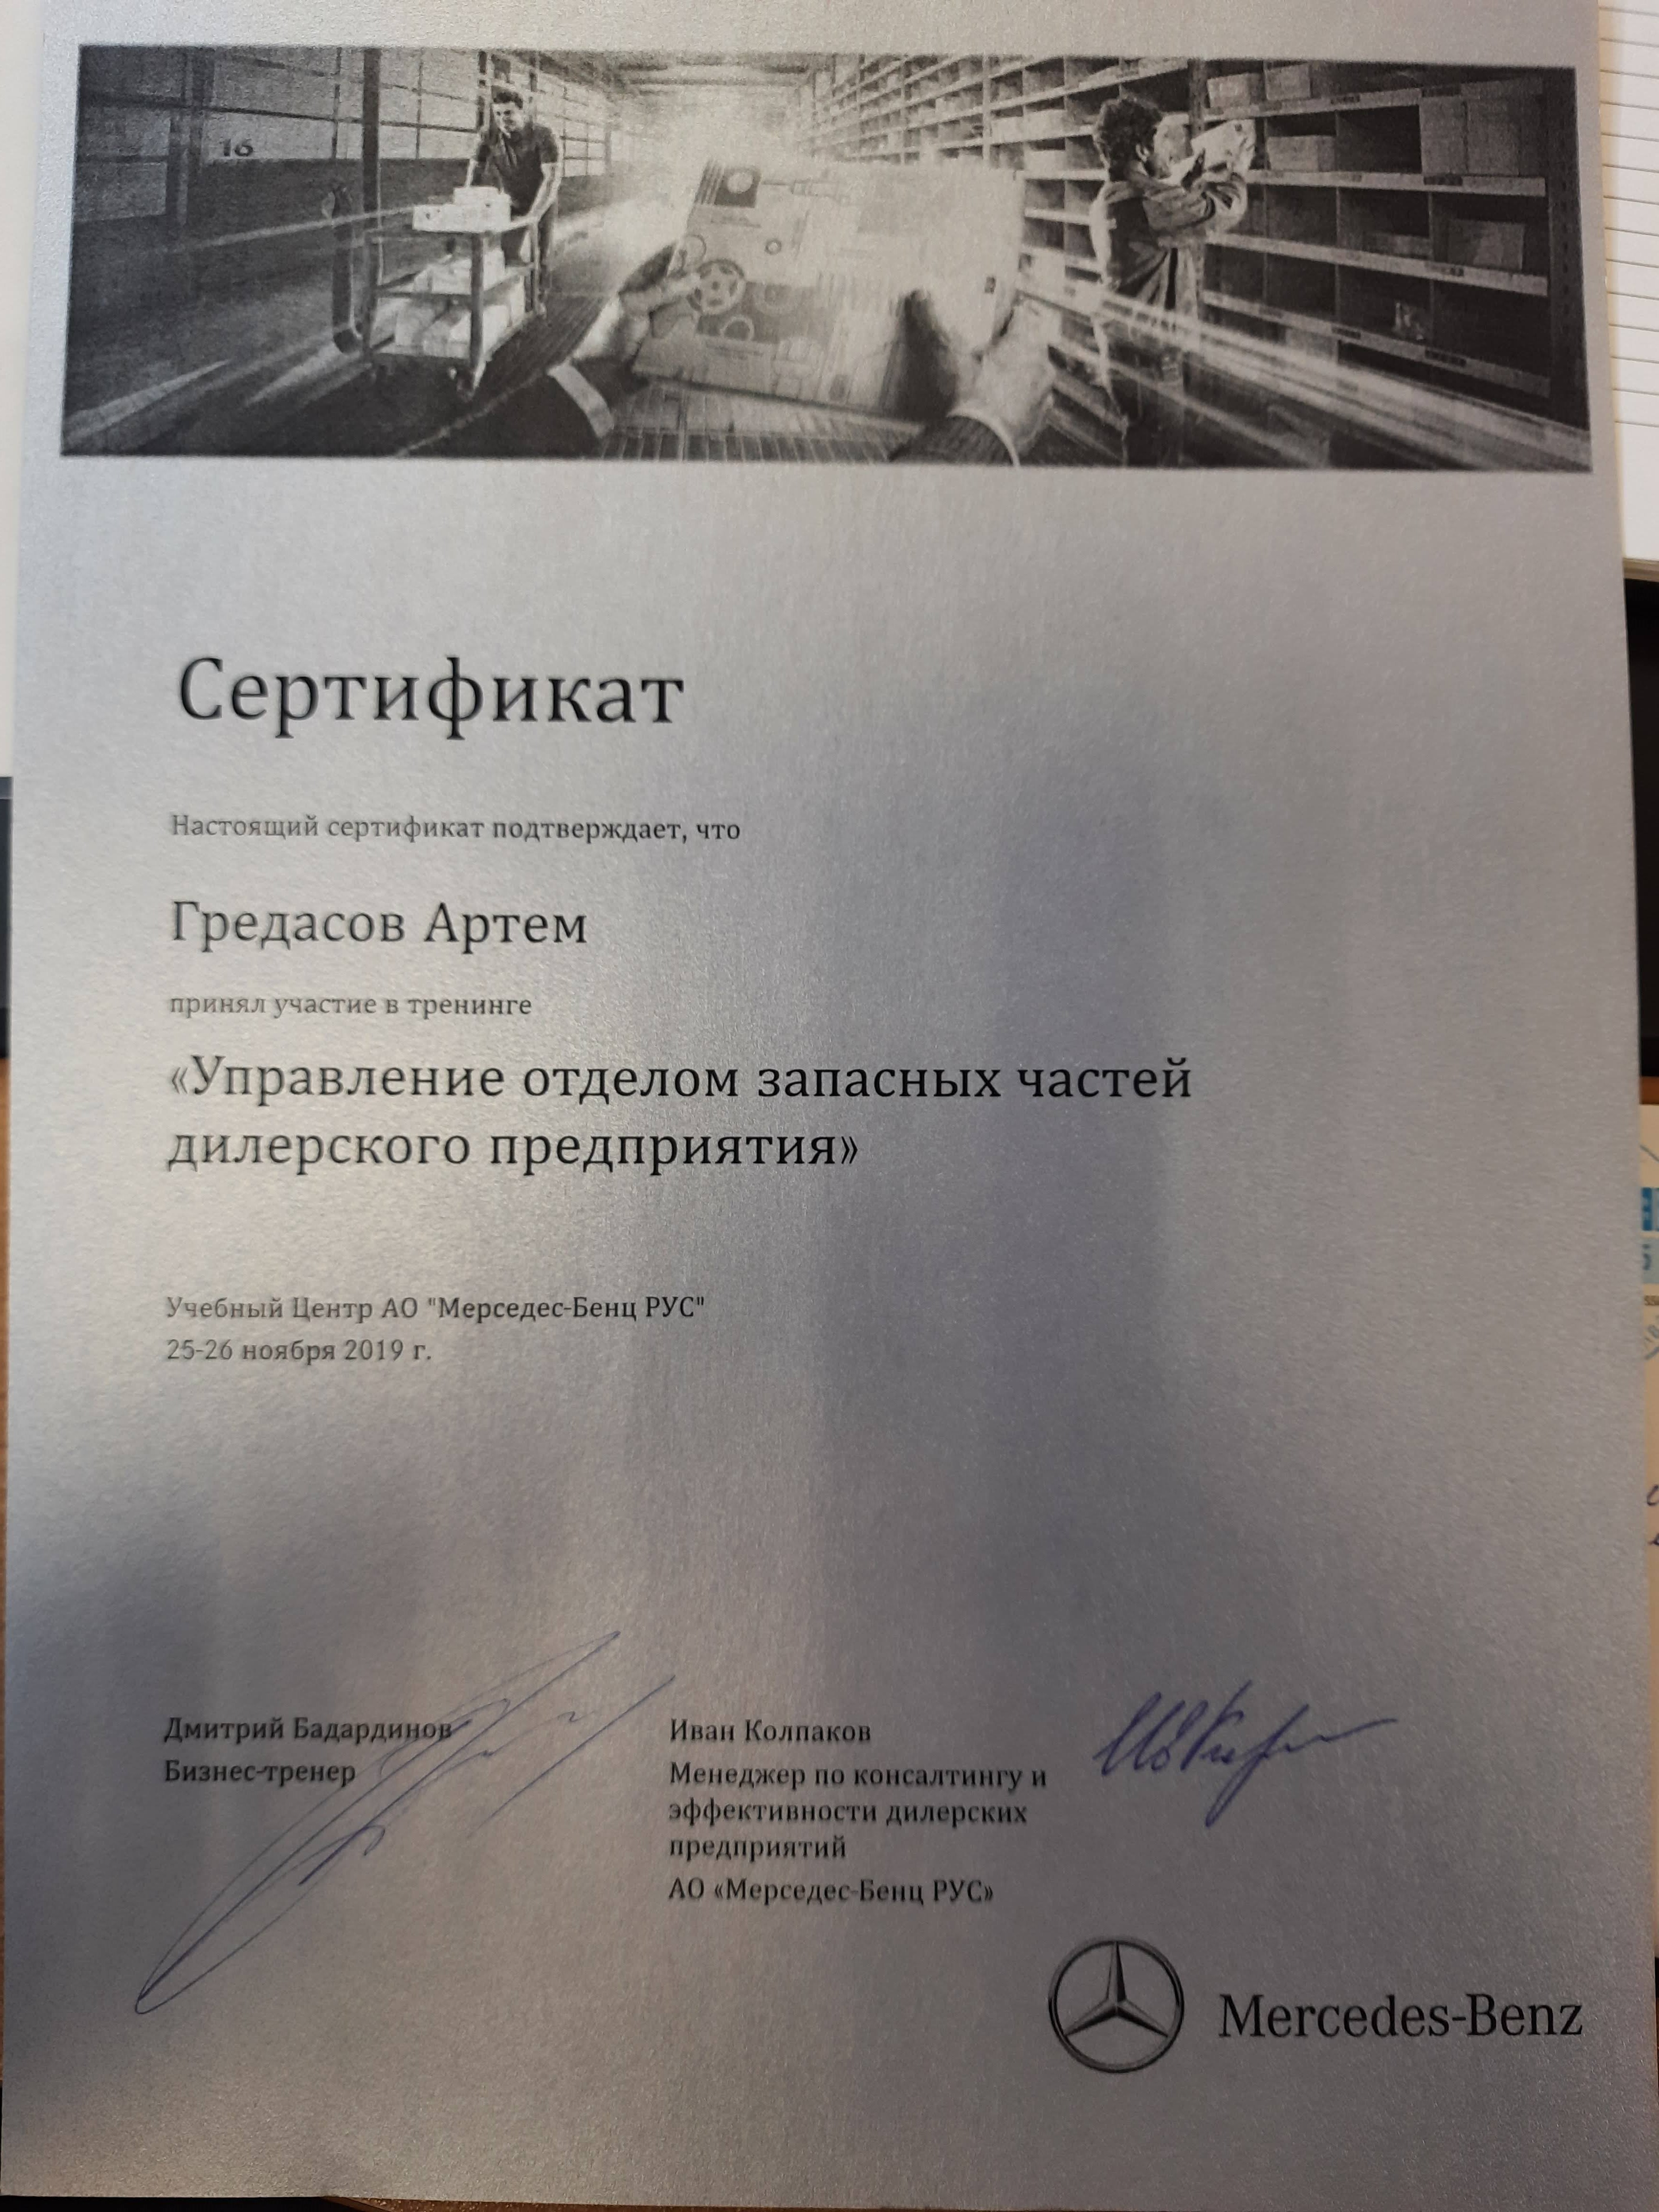 16
Сертификат
Настоящий сертификат подтверждает, что
Гредасов Артем
принял участие в тренинге
«Управление отделом запасных частей
дилерского предприятия»
Учебный Центр АО "Мерседес-Бенц РУС"
25-26 ноября 2019 г.
Дмитрий Бадардинов
Бизнес-тренер
Иван Колпаков
Менеджер по консалтингу и
эффективности дилерских
предприятий
АО «Мерседес-Бенц РУС»
Mercedes-Benz